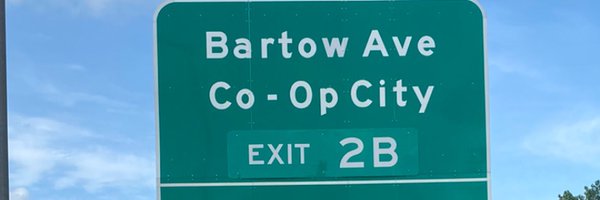 Bartow Ave
Co - Op City
EXIT 2B